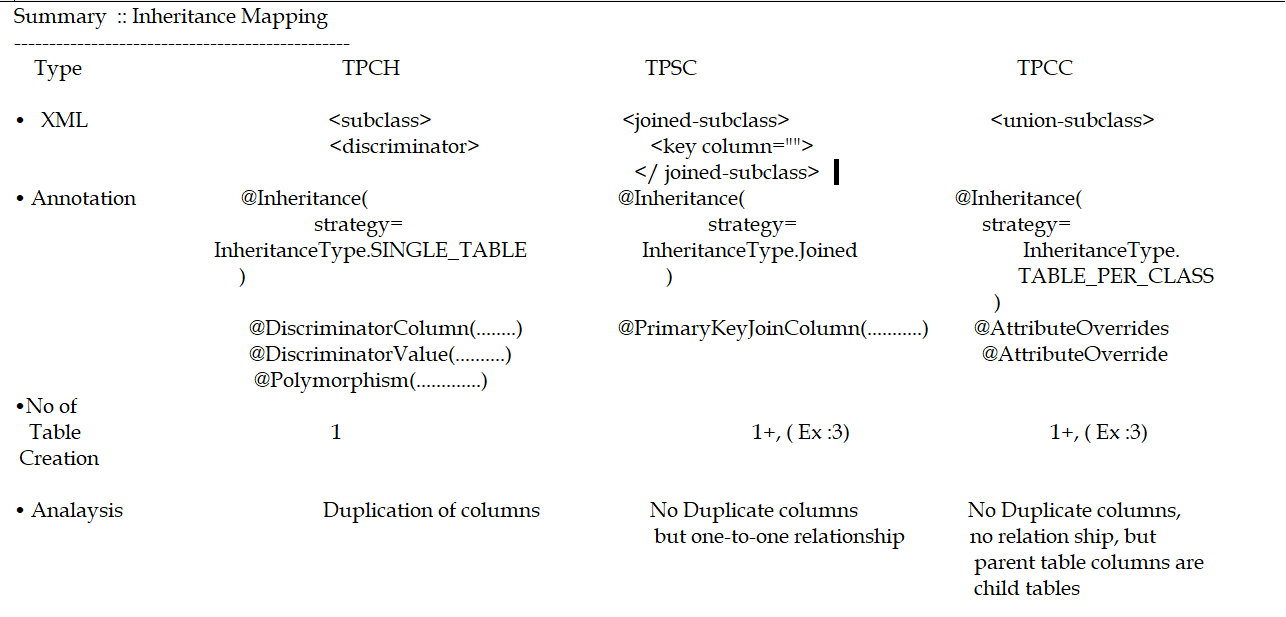 Summary :: Inheritance Mapping
------------------------------------------------
Type TPCH TPSC TPCC
• XML <subclass> <joined-subclass> <union-subclass>
<discriminator> <key column="">
</ joined-subclass>
• Annotation @Inheritance( @Inheritance( @Inheritance(
strategy= strategy= strategy=
InheritanceType.SINGLE_TABLE InheritanceType.Joined InheritanceType.
) ) TABLE_PER_CLASS
)
@DiscriminatorColumn(........) @PrimaryKeyJoinColumn(...........) @AttributeOverrides
@DiscriminatorValue(..........) @AttributeOverride
@Polymorphism(.............)
•No of
Table 1 1+, ( Ex :3) 1+, ( Ex :3)
Creation
• Analaysis Duplication of columns No Duplicate columns No Duplicate columns,
but one-to-one relationship no relation ship, but
parent table columns are
child tables